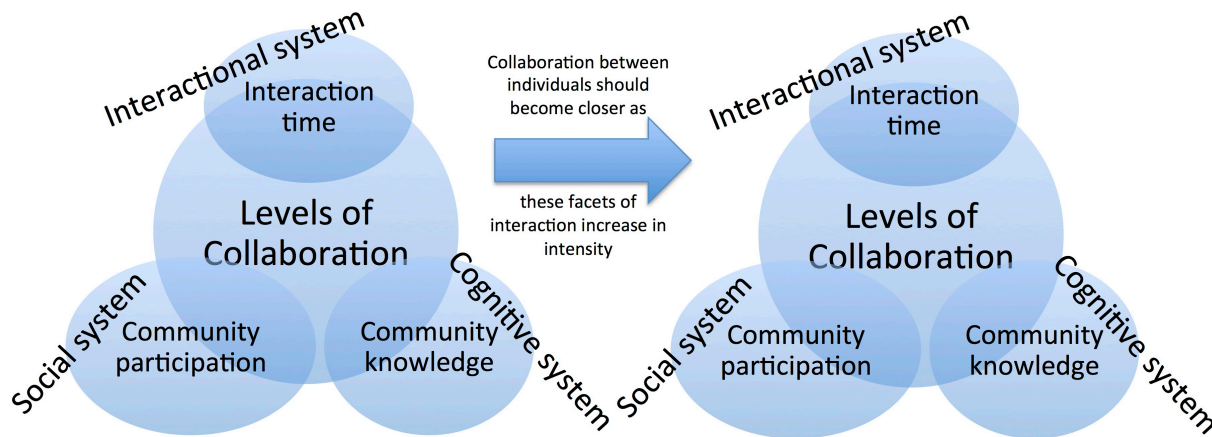 Interactional system
Interaction
time
Levels of
Collaboration
Social system
Community
participation
Community
knowledge
Cognitive system
Collaboration between
individuals should
become closer as
these facets of
interaction increase in
intensity
Interactional system
Interaction
time
Levels of
Collaboration
Social system
Community
participation
Community
knowledge
Cognitive system